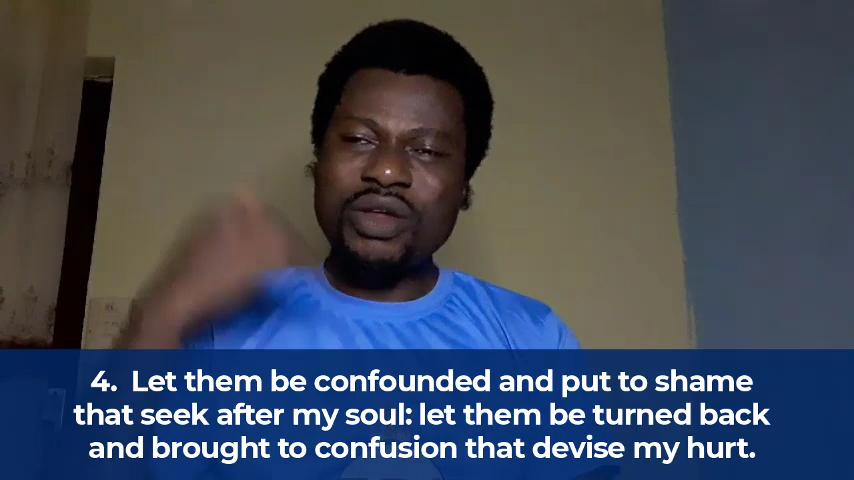 4. Let them be confounded and put to shame
that seek after my soul: let them be turned back
and brought to confusion that devise my hurt.